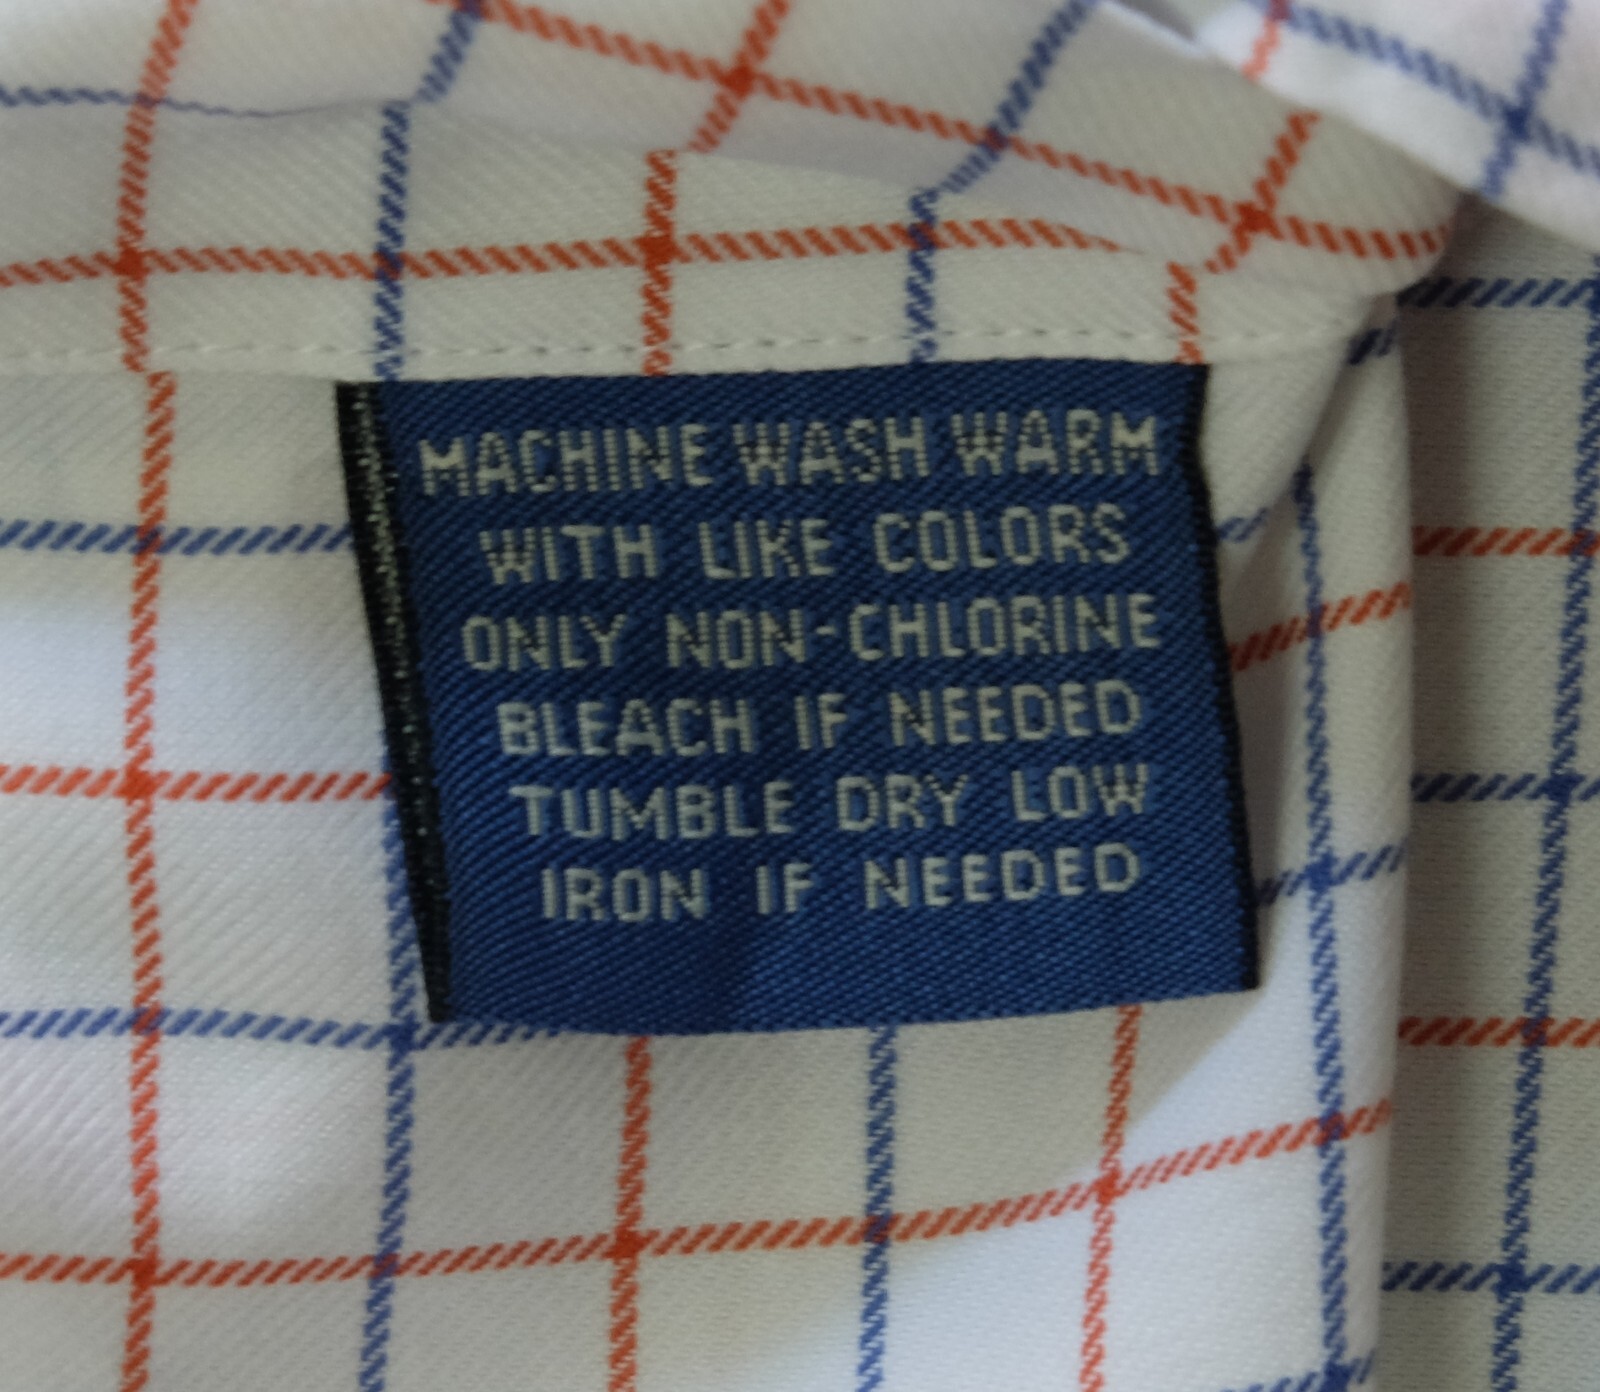 MACHINE WASH WARM
WITH LIKE COLORS
ONLY NON-CHLORINE
BLEACH IF NEEDED
TUMBLE DRY LOW
IRON IF NEEDED